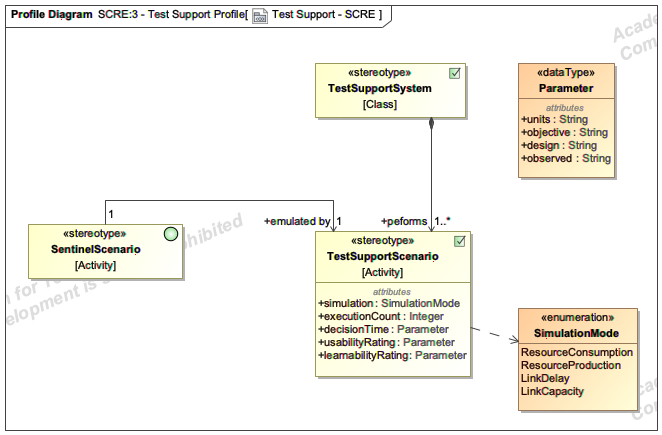 Profile Diagram SCRE:3 - Test Support Profile[ Test Support - SCRE ]
Acade
Com
«stereotype»
TestSupportSystem
[Class]
«dataType»
Parameter
attributes
+units : String
+objective : String
+design : String
+observed : String
1
+emulated by
1
+peforms
1..*
«stereotype»
SentinelScenario
[Activity]
hibited
n for
elopment is
«stereotype»
TestSupportScenario
[Activity]
attributes
+simulation : SimulationMode
+executionCount : Integer
+decisionTime : Parameter
+usabilityRating : Parameter
+learnabilityRating : Parameter
«enumeration»
SimulationMode
ResourceConsumption
ResourceProduction
LinkDelay
LinkCapacity
Aca
Com